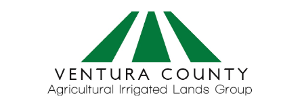 VENTURA COUNTY
Agricultural Irrigated Lands Group